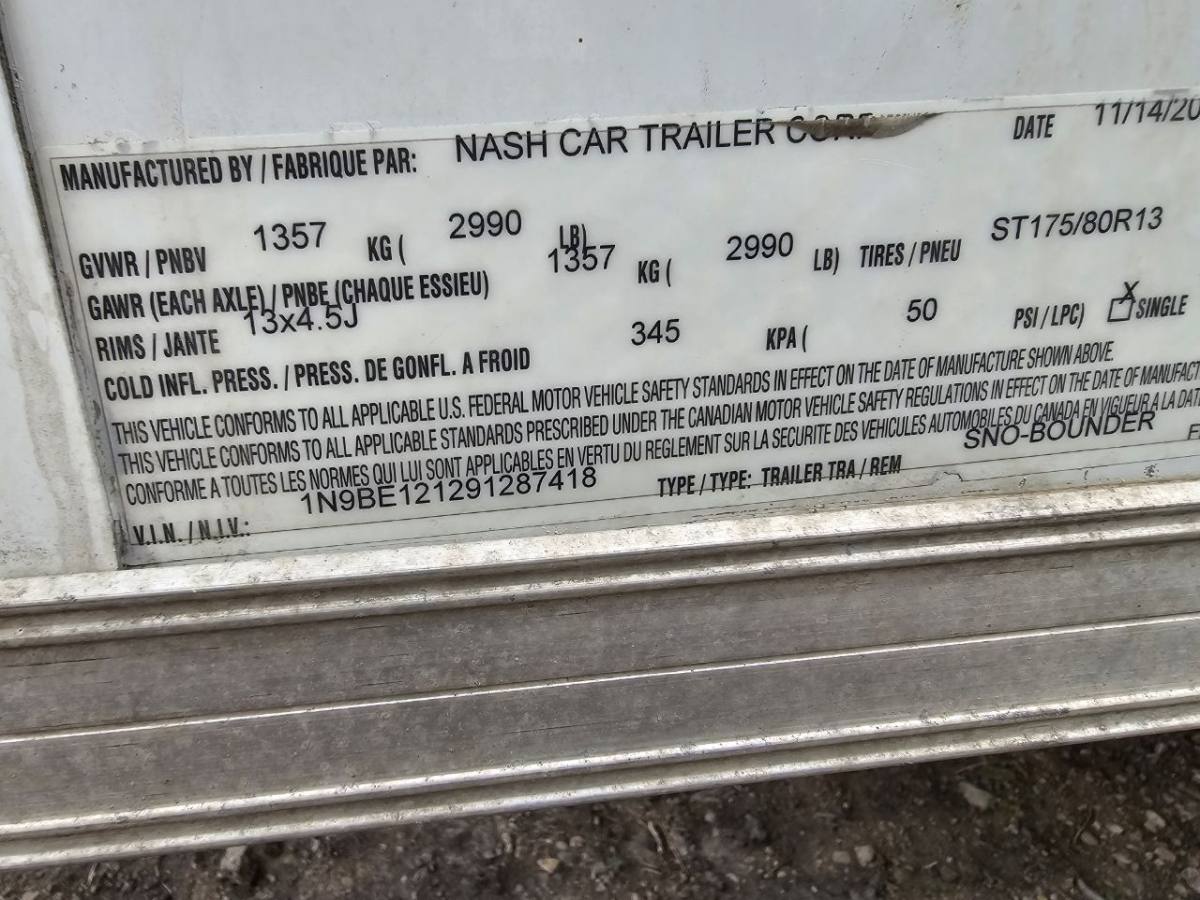 MANUFACTURED BY / FABRIQUE PAR: NASH CAR TRAILER CORP DATE 11/14/20
GVWR / PNBV 1357 KG ( 2990 LB)
GAWR (EACH AXLE) / PNBE (CHAQUE ESSIEU) 1357 KG ( 2990 LB) TIRES / PNEU ST175/80R13
RIMS / JANTE 13x4.5J
COLD INFL. PRESS. / PRESS. DE GONFL. A FROID 345 KPA ( 50 PSI / LPC) X SINGLE
THIS VEHICLE CONFORMS TO ALL APPLICABLE U.S. FEDERAL MOTOR VEHICLE SAFETY STANDARDS IN EFFECT ON THE DATE OF MANUFACTURE SHOWN ABOVE.
THIS VEHICLE CONFORMS TO ALL APPLICABLE STANDARDS PRESCRIBED UNDER THE CANADIAN MOTOR VEHICLE SAFETY REGULATIONS IN EFFECT ON THE DATE OF MANUFACT
CONFORME A TOUTES LES NORMES QUI LUI SONT APPLICABLES EN VERTU DU REGLEMENT SUR LA SECURITE DES VEHICULES AUTOMOBILES DU CANADA EN VIGUEUR A LA DAT
V.I.N. / N.I.V.: 1N9BE121291287418 TYPE / TYPE: TRAILER TRA / REM SNO-BOUNDER